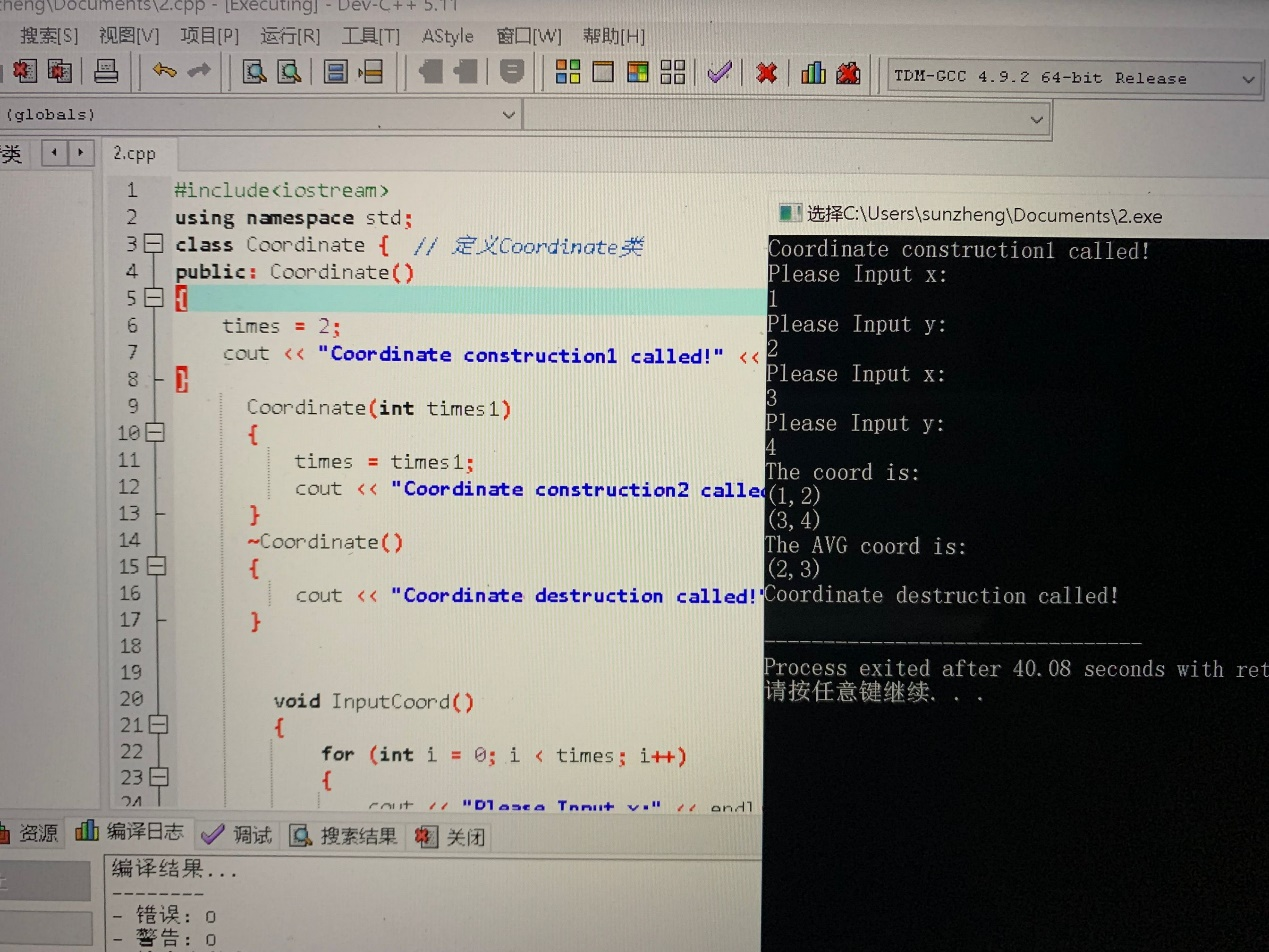 zheng\Documents\2.cpp - [Executing] - Dev-C++ 5.11
搜索[S] 视图[V] 项目[P] 运行[R] 工具[T] AStyle 窗口[W] 帮助[H]
TDM-GCC 4.9.2 64-bit Release
(globals)
类 2.cpp
1 #include<iostream>
2 using namespace std;
3 class Coordinate { // 定义Coordinate类
4 public: Coordinate()
5 {
6 times = 2;
7 cout << "Coordinate construction1 called!" <<
8 }
9 Coordinate(int times1)
10 {
11 times = times1;
12 cout << "Coordinate construction2 called
13 }
14 ~Coordinate()
15 {
16 cout << "Coordinate destruction called!"
17 }
18
19
20 void InputCoord()
21 {
22 for (int i = 0; i < times; i++)
23 {
24 cout << "Please Input x:" << endl
选择C:\Users\sunzheng\Documents\2.exe
Coordinate construction1 called!
Please Input x:
1
Please Input y:
2
Please Input x:
3
Please Input y:
4
The coord is:
(1,2)
(3,4)
The AVG coord is:
(2,3)
Coordinate destruction called!
--------------------------------
Process exited after 40.08 seconds with ret
请按任意键继续. . .
资源 编译日志 调试 搜索结果 关闭
编译结果...
--------
- 错误: 0
- 警告: 0